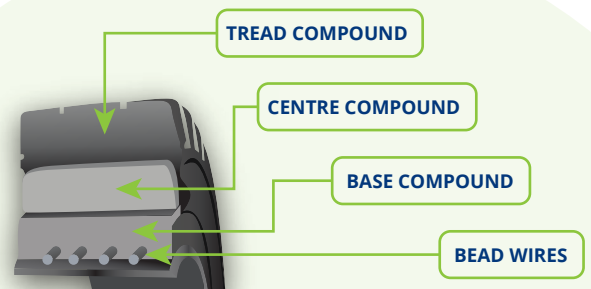 TREAD COMPOUND
CENTRE COMPOUND
BASE COMPOUND
BEAD WIRES